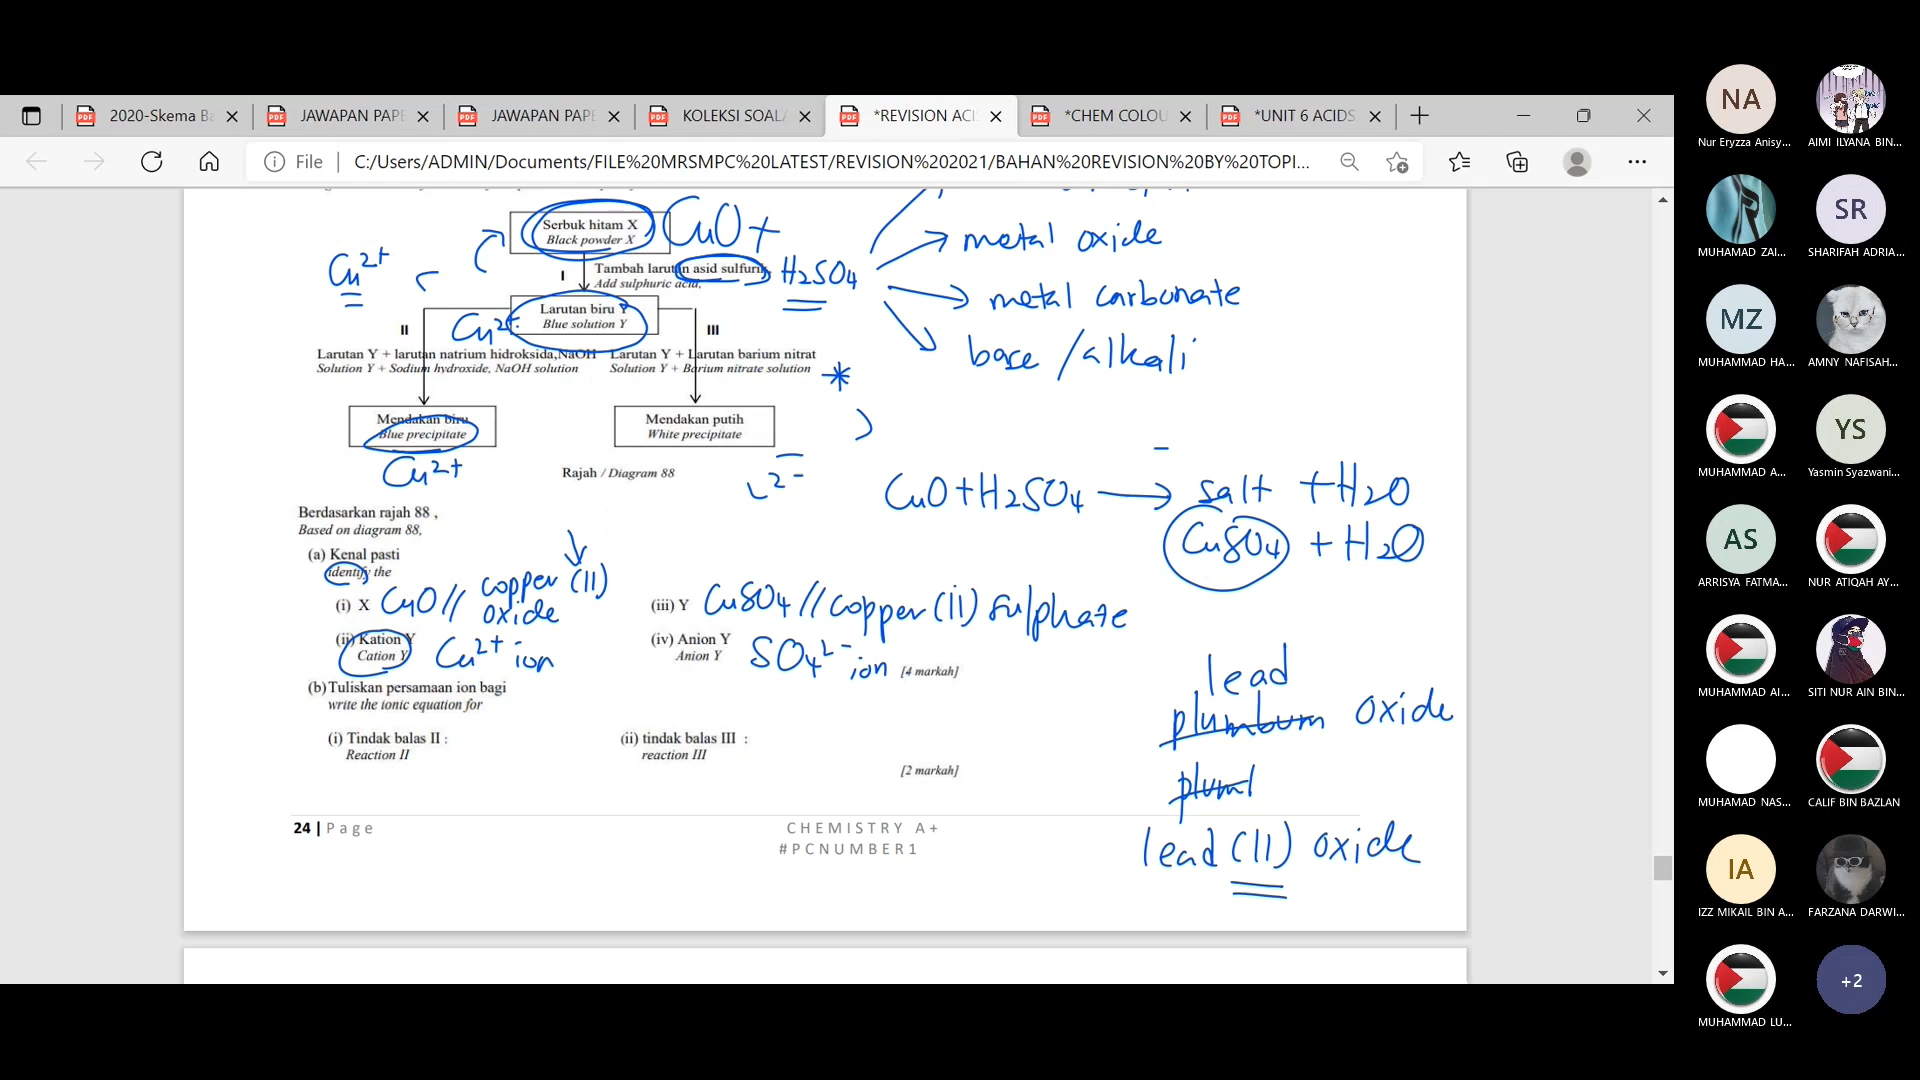 2020-Skema Ba
JAWAPAN PAPE
JAWAPAN PAPE
KOLEKSI SOALA
*REVISION ACI
*CHEM COLOU
*UNIT 6 ACIDS
File
C:/Users/ADMIN/Documents/FILE%20MRSMPC%20LATEST/REVISION%202021/BAHAN%20REVISION%20BY%20TOPI...
Serbuk hitam X
Black powder X
CuO +
metal oxide
Cu2+
I
Tambah larutan asid sulfurik,
Add sulphuric acid,
H2SO4
metal carbonate
Larutan biru Y
Blue solution Y
Cu2+
II
III
base / alkali
Larutan Y + larutan natrium hidroksida,NaOH
Solution Y + Sodium hydroxide, NaOH solution
Larutan Y + Larutan barium nitrat
Solution Y + Barium nitrate solution
*
Mendakan biru
Blue precipitate
Mendakan putih
White precipitate
Cu2+
Rajah / Diagram 88
2-
CuO + H2SO4 → salt + H2O
CuSO4 + H2O
Berdasarkan rajah 88 ,
Based on diagram 88,
(a) Kenal pasti
identify the
(i) X CuO // copper (II) oxide
(iii) Y CuSO4 // copper (II) sulphate
(ii) Kation Y
Cation Y
Cu2+ ion
(iv) Anion Y
Anion Y
SO42- ion
[4 markah]
(b) Tuliskan persamaan ion bagi
write the ionic equation for
(i) Tindak balas II :
Reaction II
(ii) tindak balas III :
reaction III
[2 markah]
lead
plumbum oxide
plum
lead (II) oxide
24 | Page
CHEMISTRY A+
#PCNUMBER1
NA
Nur Eryzza Anisy...
AIMI ILYANA BIN...
MUHAMAD ZAI...
SR
SHARIFAH ADRIA...
MZ
MUHAMMAD HA...
AMNY NAFISAH...
MUHAMMAD A...
YS
Yasmin Syazwani...
AS
ARRISYA FATMA...
NUR ATIQAH AY...
MUHAMMAD AI...
SITI NUR AIN BIN...
MUHAMAD NAS...
CALIF BIN BAZLAN
IA
IZZ MIKAIL BIN A...
FARZANA DARWI...
MUHAMMAD LU...
+2